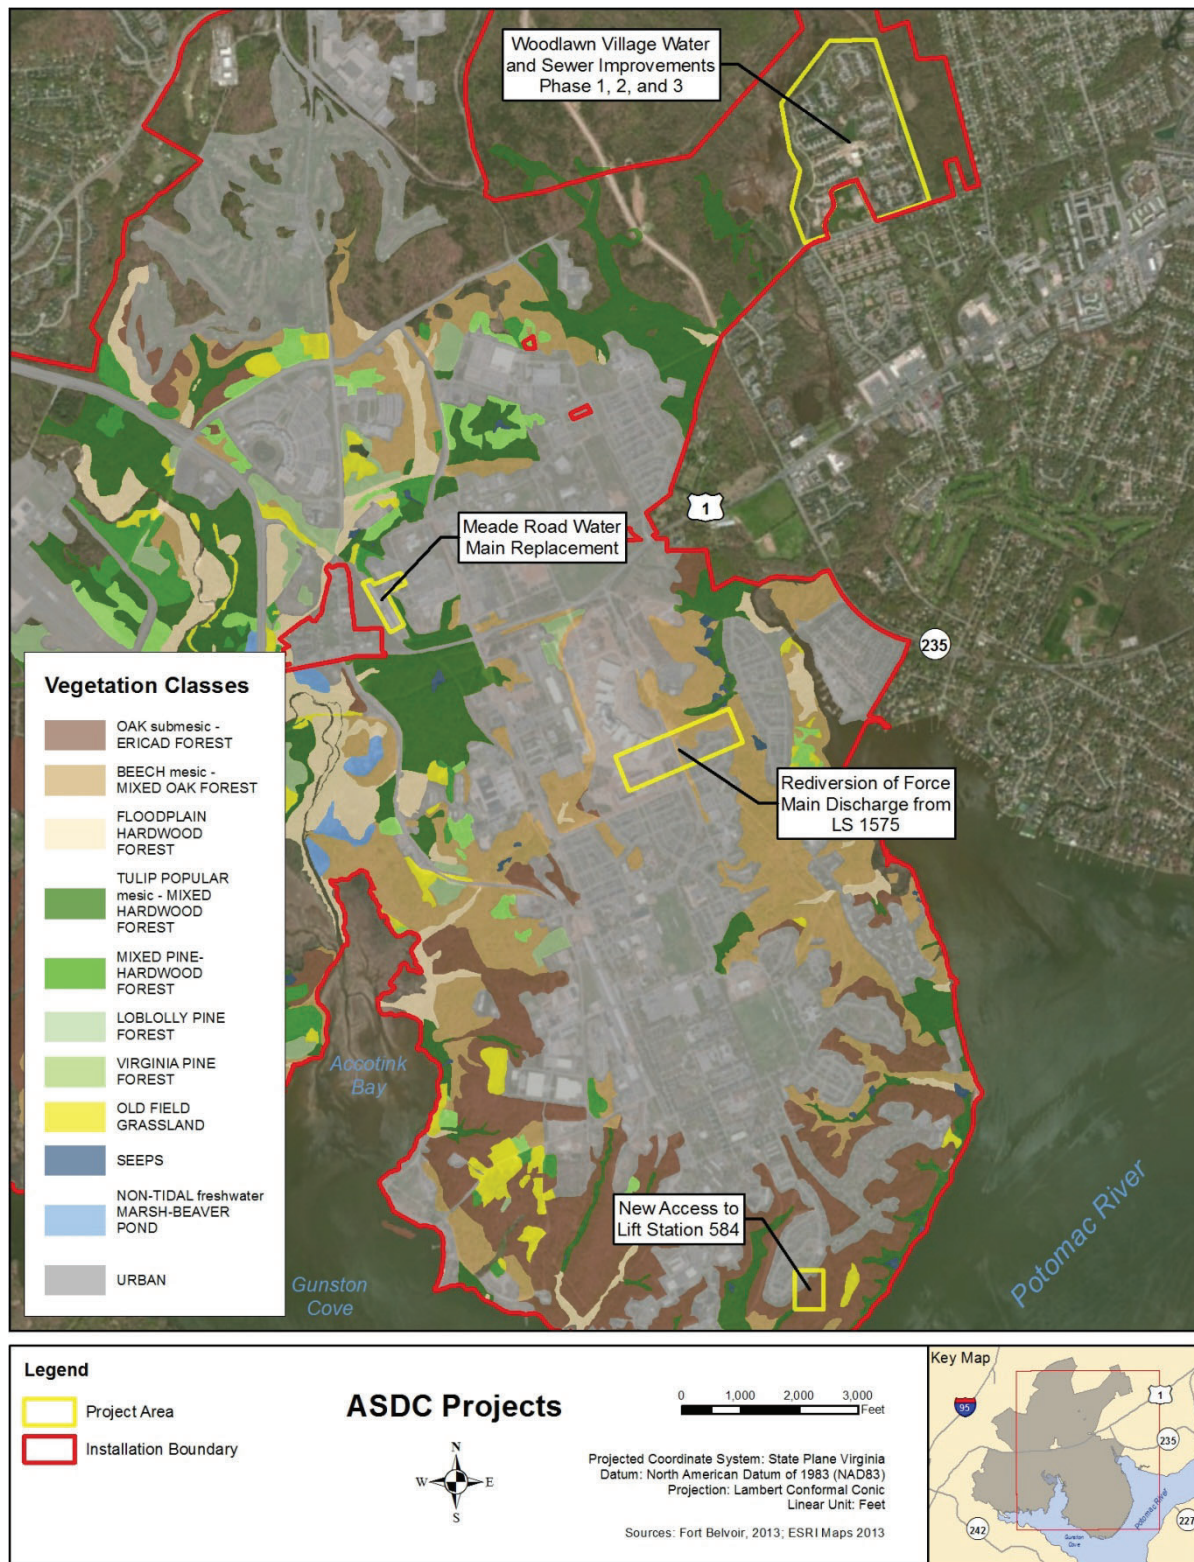 Woodlawn Village Water
and Sewer Improvements
Phase 1, 2, and 3
1
Meade Road Water
Main Replacement
235
Rediversion of Force
Main Discharge from
LS 1575
New Access to
Lift Station 584
Accotink
Bay
Gunston
Cove
Potomac River
Vegetation Classes
OAK submesic -
ERICAD FOREST
BEECH mesic -
MIXED OAK FOREST
FLOODPLAIN
HARDWOOD
FOREST
TULIP POPULAR
mesic - MIXED
HARDWOOD
FOREST
MIXED PINE-
HARDWOOD
FOREST
LOBLOLLY PINE
FOREST
VIRGINIA PINE
FOREST
OLD FIELD
GRASSLAND
SEEPS
NON-TIDAL freshwater
MARSH-BEAVER
POND
URBAN
Legend
Project Area
Installation Boundary
ASDC Projects
N
W E
S
0 1,000 2,000 3,000
Feet
Projected Coordinate System: State Plane Virginia
Datum: North American Datum of 1983 (NAD83)
Projection: Lambert Conformal Conic
Linear Unit: Feet
Sources: Fort Belvoir, 2013; ESRI Maps 2013
Key Map
95
1
235
242
227
Gunston
Cove
Potomac River